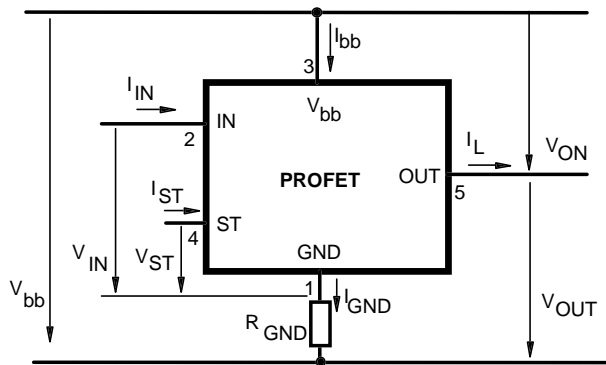 I bb
3
V bb
I IN
2
IN
I L
V ON
PROFET
OUT
5
I ST
4
ST
V IN
V ST
GND
V bb
1
I GND
V OUT
R GND